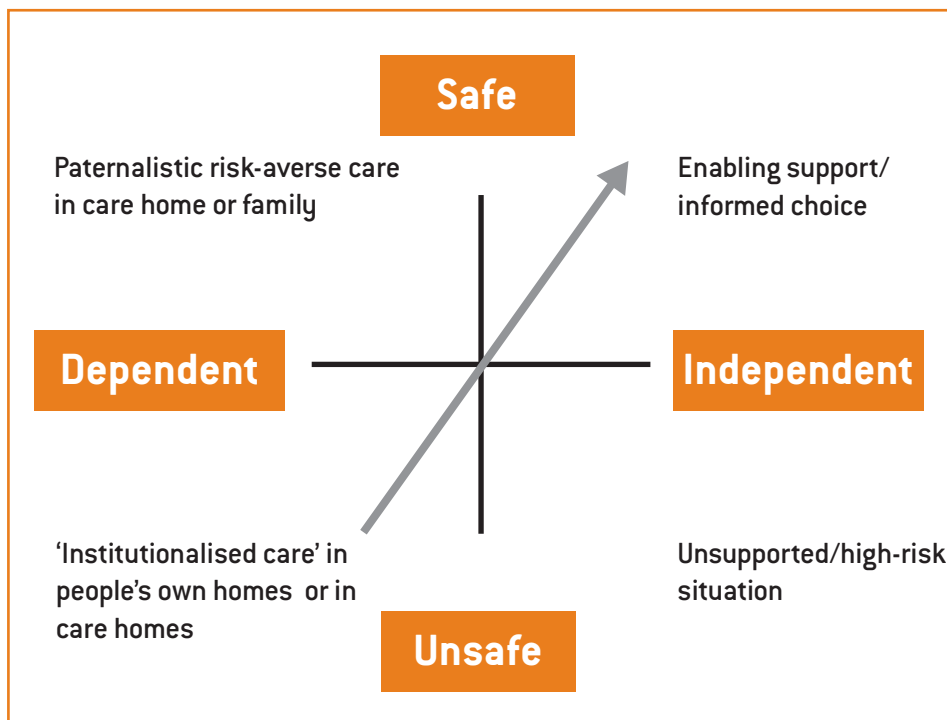 Safe
Paternalistic risk-averse care
in care home or family
Enabling support/
informed choice
Dependent
Independent
‘Institutionalised care’ in
people’s own homes  or in
care homes
Unsupported/high-risk
situation
Unsafe